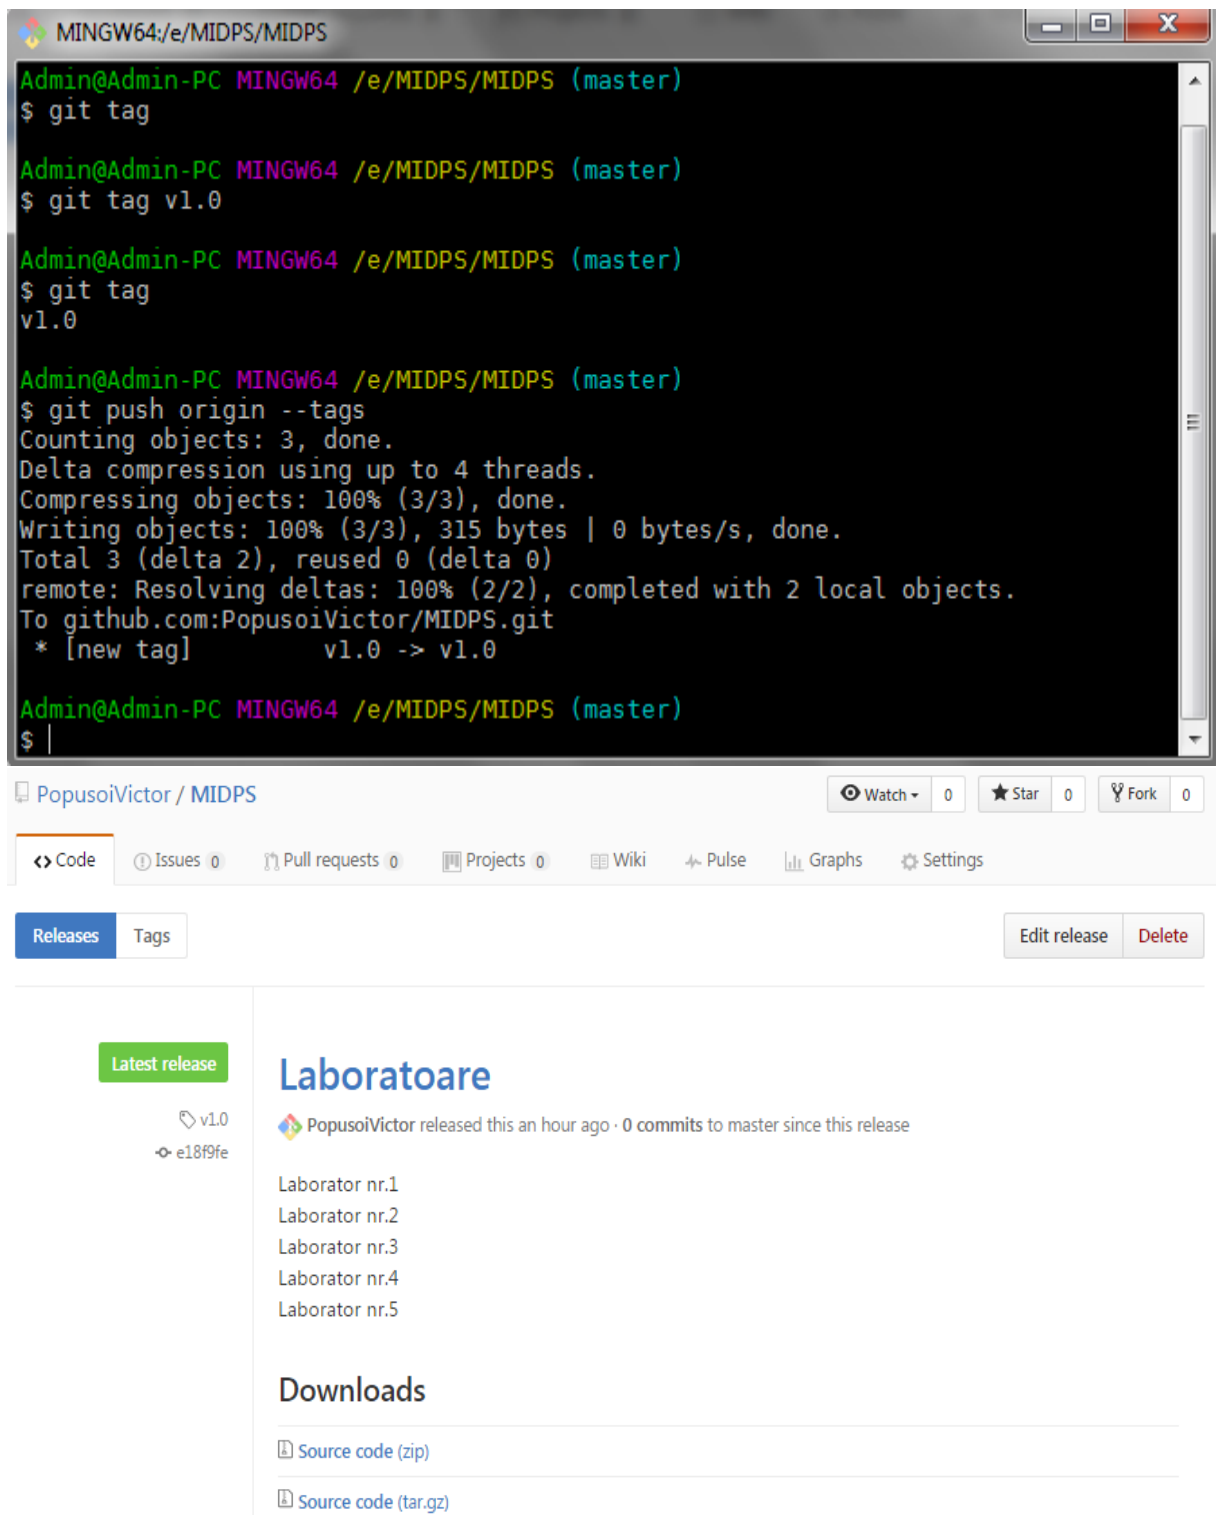 MINGW64:/e/MIDPS/MIDPS
Admin@Admin-PC MINGW64 /e/MIDPS/MIDPS (master)
$ git tag
Admin@Admin-PC MINGW64 /e/MIDPS/MIDPS (master)
$ git tag v1.0
Admin@Admin-PC MINGW64 /e/MIDPS/MIDPS (master)
$ git tag
v1.0
Admin@Admin-PC MINGW64 /e/MIDPS/MIDPS (master)
$ git push origin --tags
Counting objects: 3, done.
Delta compression using up to 4 threads.
Compressing objects: 100% (3/3), done.
Writing objects: 100% (3/3), 315 bytes | 0 bytes/s, done.
Total 3 (delta 2), reused 0 (delta 0)
remote: Resolving deltas: 100% (2/2), completed with 2 local objects.
To github.com:PopusoiVictor/MIDPS.git
 * [new tag]         v1.0 -> v1.0
Admin@Admin-PC MINGW64 /e/MIDPS/MIDPS (master)
$
PopusoiVictor / MIDPS Watch 0 Star 0 Fork 0
Code Issues 0 Pull requests 0 Projects 0 Wiki Pulse Graphs Settings
Releases Tags Edit release Delete
Latest release
Laboratoare
v1.0
PopusoiVictor released this an hour ago · 0 commits to master since this release
e18f9fe
Laborator nr.1
Laborator nr.2
Laborator nr.3
Laborator nr.4
Laborator nr.5
Downloads
Source code (zip)
Source code (tar.gz)